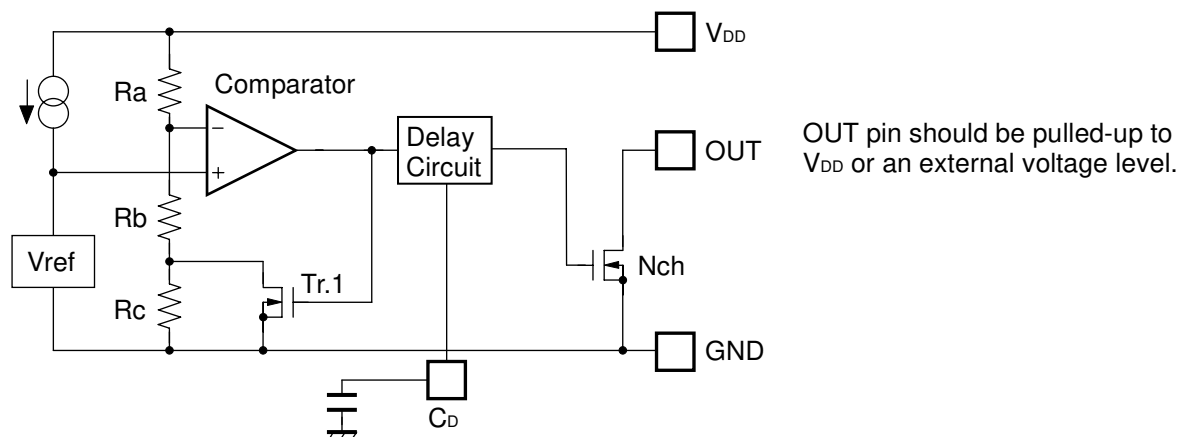 VDD
Ra
Comparator
−
+
Delay
Circuit
OUT
OUT pin should be pulled-up to
VDD or an external voltage level.
Rb
Vref
Tr.1
Nch
Rc
GND
CD